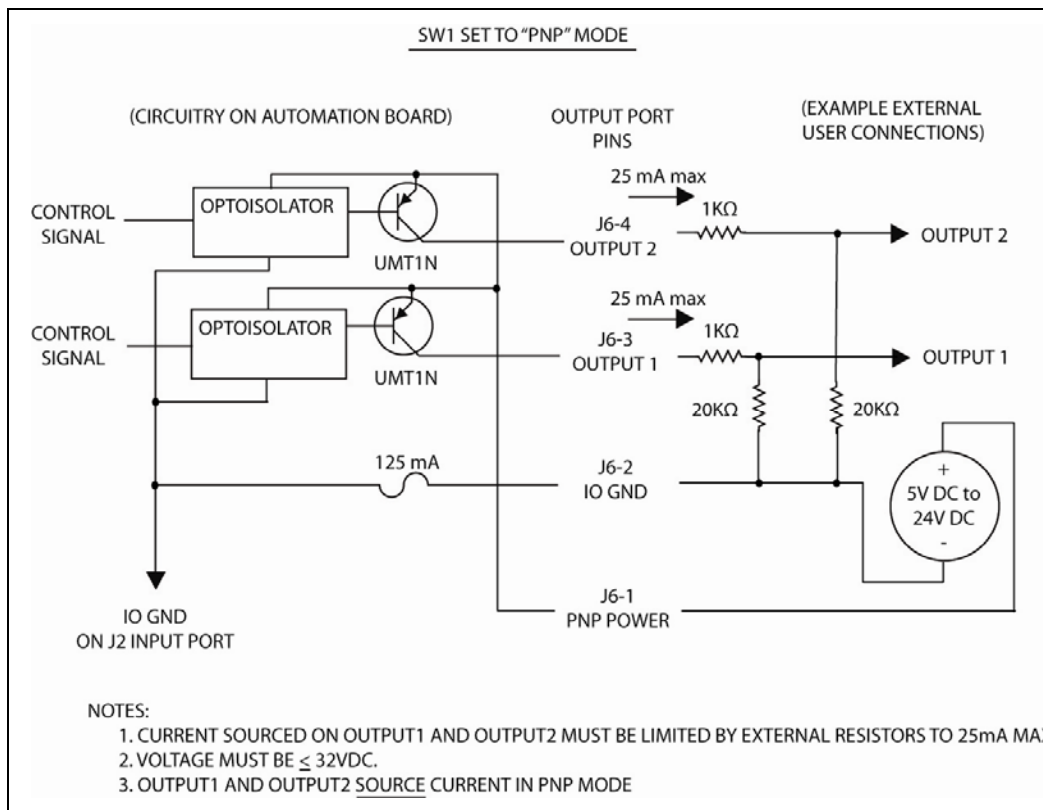 SW1 SET TO "PNP" MODE
(CIRCUITRY ON AUTOMATION BOARD)
OUTPUT PORT
PINS
(EXAMPLE EXTERNAL
USER CONNECTIONS)
25 mA max
CONTROL
SIGNAL
OPTOISOLATOR
UMT1N
J6-4
OUTPUT 2
1KΩ
OUTPUT 2
25 mA max
CONTROL
SIGNAL
OPTOISOLATOR
UMT1N
J6-3
OUTPUT 1
1KΩ
OUTPUT 1
20KΩ
20KΩ
125 mA
J6-2
IO GND
+
5V DC to
24V DC
-
J6-1
PNP POWER
IO GND
ON J2 INPUT PORT
NOTES:
1. CURRENT SOURCED ON OUTPUT1 AND OUTPUT2 MUST BE LIMITED BY EXTERNAL RESISTORS TO 25mA MAX
2. VOLTAGE MUST BE ≤ 32VDC.
3. OUTPUT1 AND OUTPUT2 SOURCE CURRENT IN PNP MODE